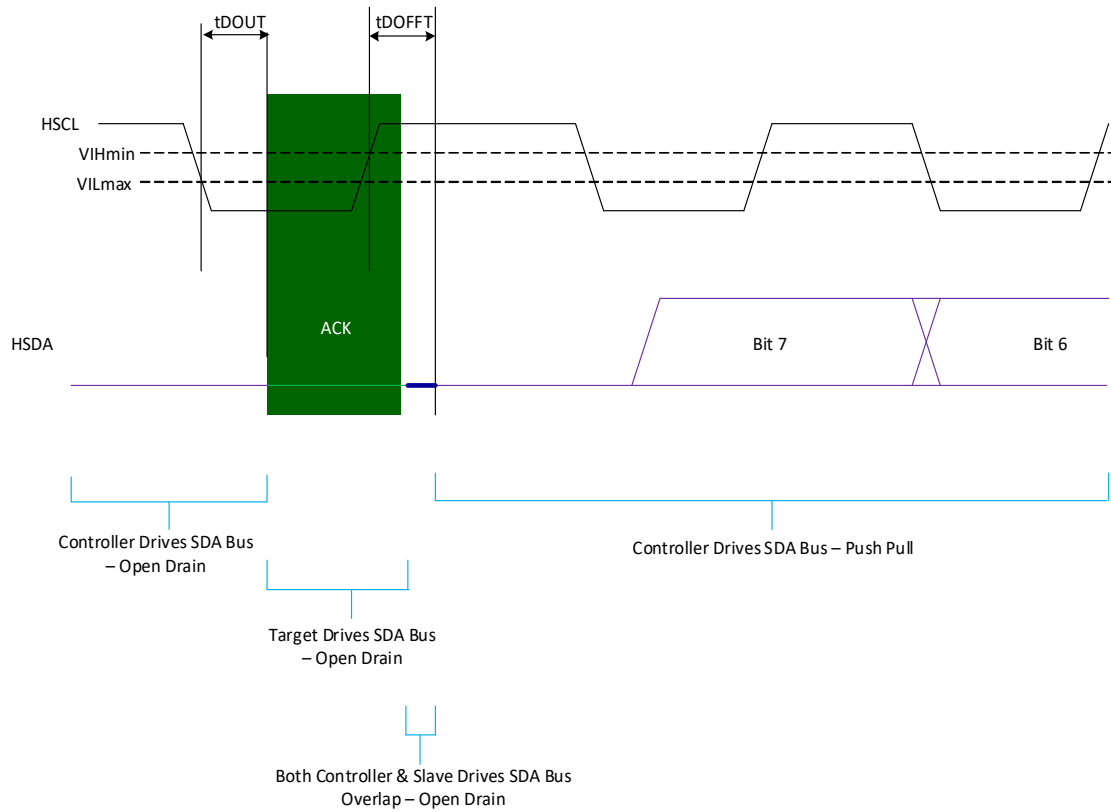 tDOUT
tDOFFT
HSCL
VIHmin
VILmax
ACK
HSDA
Bit 7
Bit 6
Controller Drives SDA Bus
– Open Drain
Controller Drives SDA Bus – Push Pull
Target Drives SDA Bus
– Open Drain
Both Controller & Slave Drives SDA Bus
Overlap – Open Drain